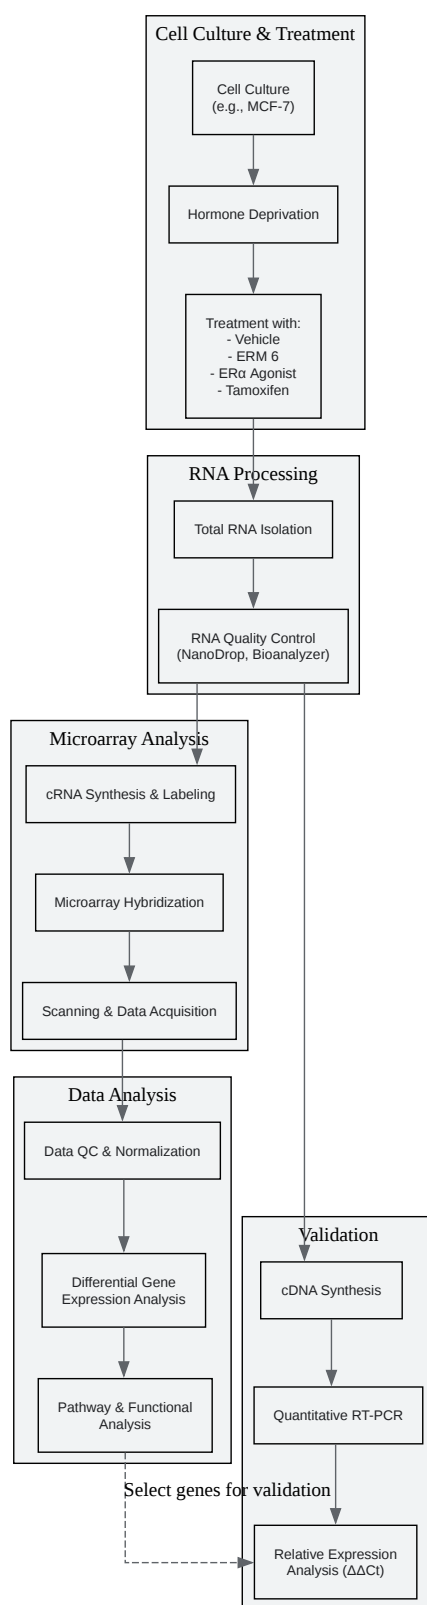 Cell Culture & Treatment
Cell Culture
(e.g., MCF-7)
Hormone Deprivation
Treatment with:
- Vehicle
- ERM 6
- ERα Agonist
- Tamoxifen
RNA Processing
Total RNA Isolation
RNA Quality Control
(NanoDrop, Bioanalyzer)
Microarray Analysis
cRNA Synthesis & Labeling
Microarray Hybridization
Scanning & Data Acquisition
Data Analysis
Data QC & Normalization
Differential Gene
Expression Analysis
Pathway & Functional
Analysis
Validation
cDNA Synthesis
Quantitative RT-PCR
Select genes for validation
Relative Expression
Analysis (ΔΔCt)